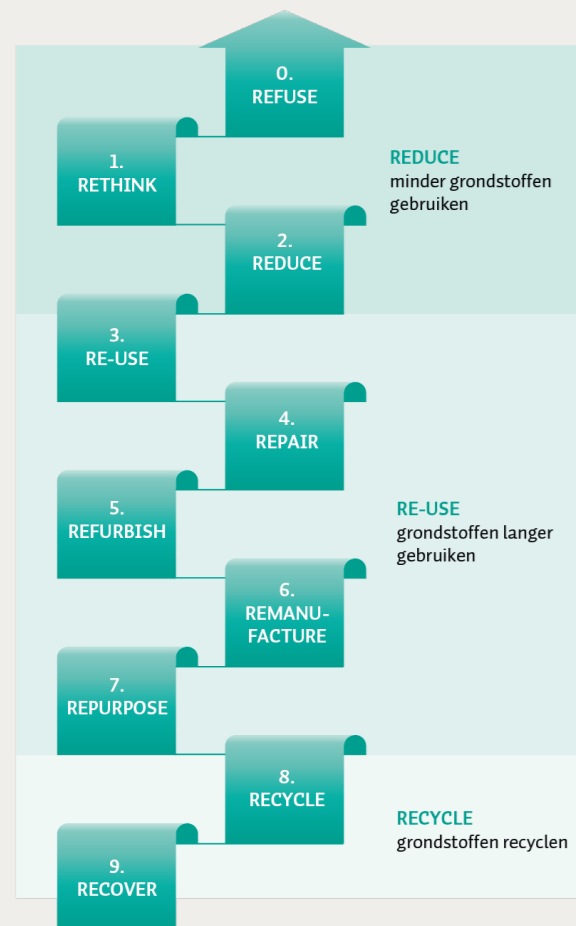 0.
REFUSE
1.
RETHINK
REDUCE
minder grondstoffen
gebruiken
2.
REDUCE
3.
RE-USE
4.
REPAIR
5.
REFURBISH
RE-USE
grondstoffen langer
gebruiken
6.
REMANU-
FACTURE
7.
REPURPOSE
8.
RECYCLE
RECYCLE
grondstoffen recyclen
9.
RECOVER